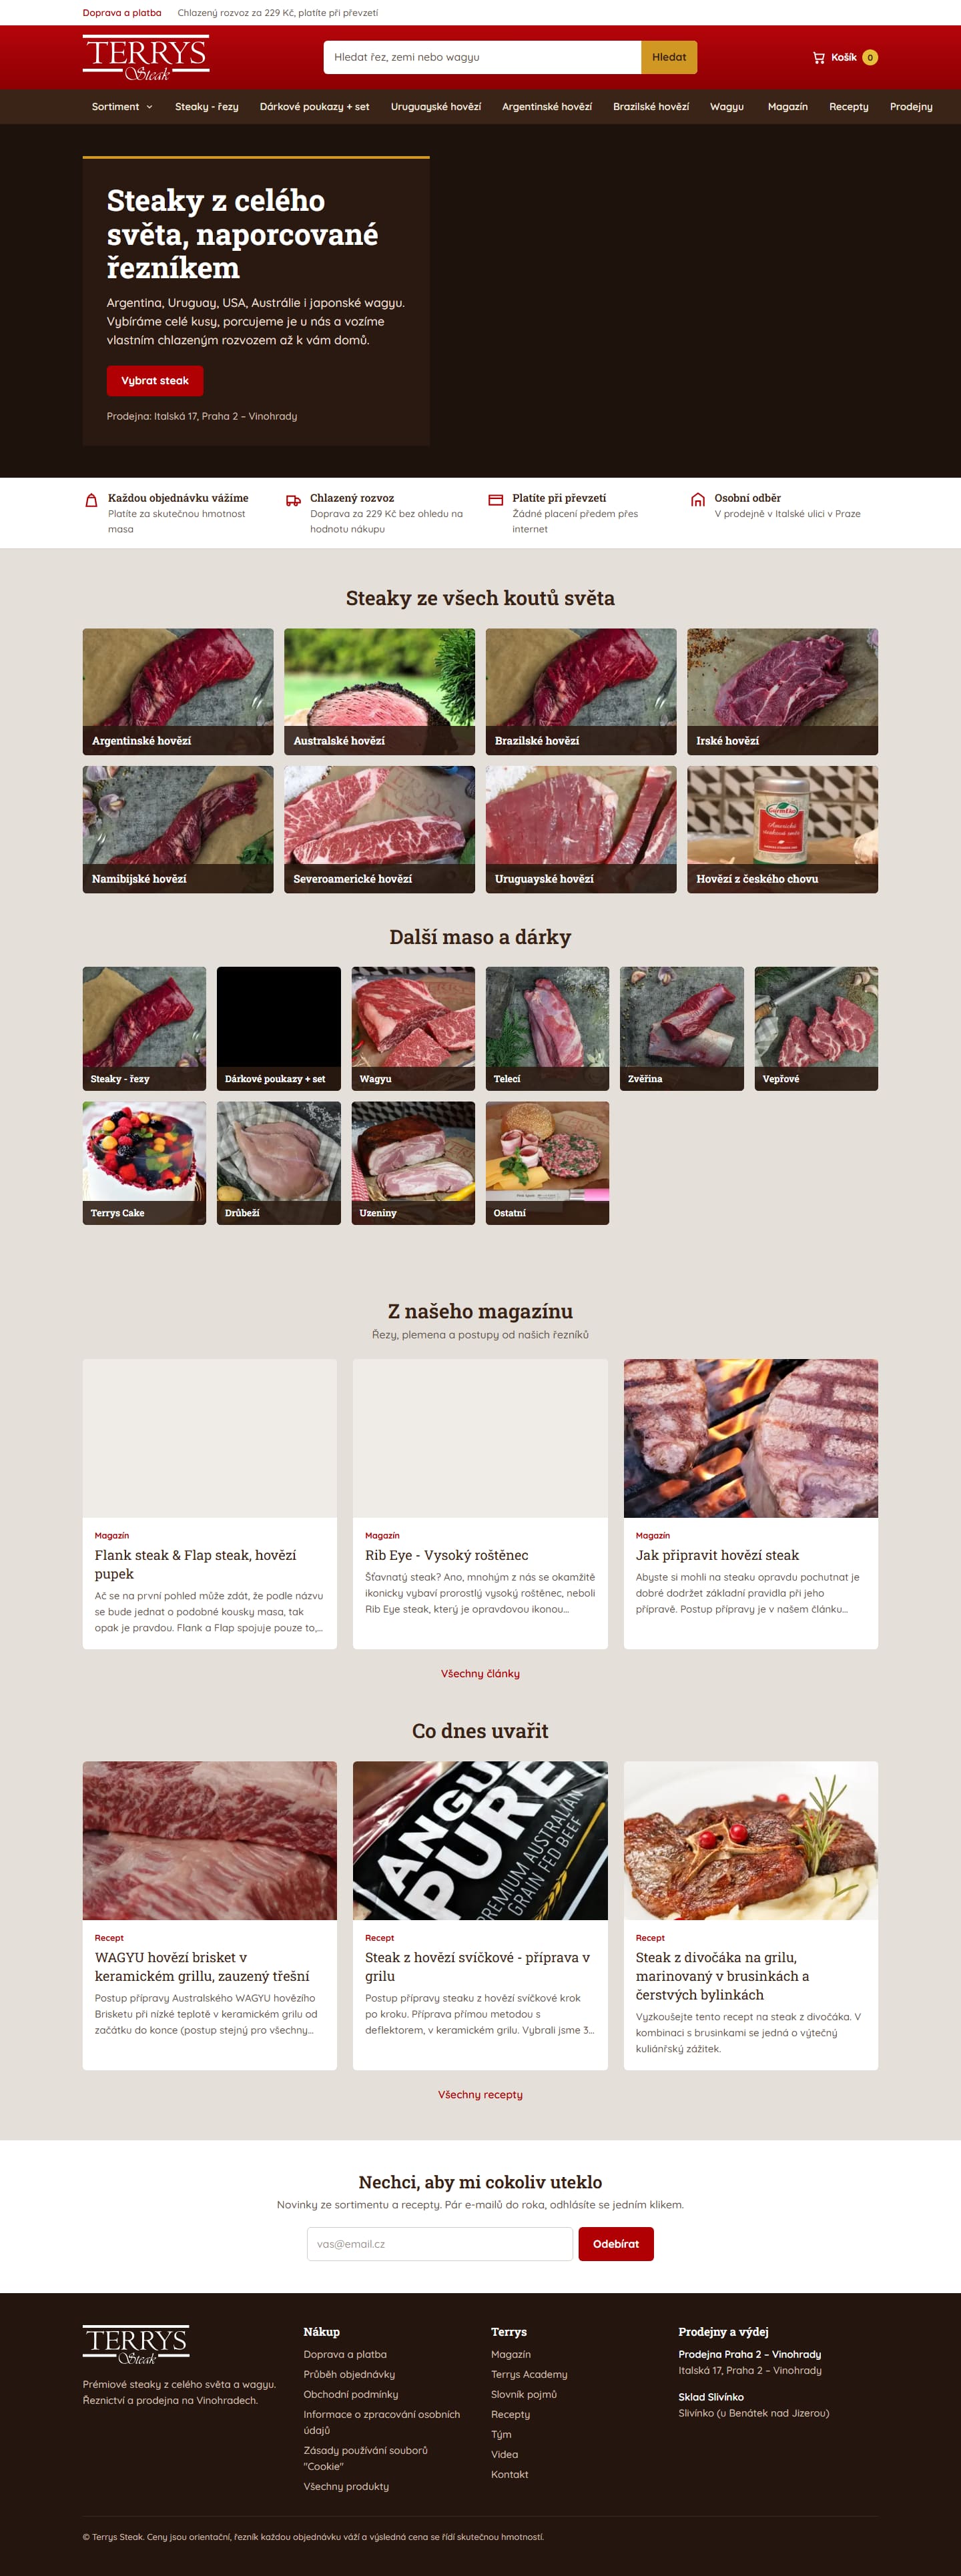 Doprava a platba Chlazený rozvoz za 229 Kč, platíte při převzetí
TERRYS
Steak
Hledat řez, zemi nebo wagyu
Hledat
Košík 0
Sortiment Steaky - řezy Dárkové poukazy + set Uruguayské hovězí Argentinské hovězí Brazilské hovězí Wagyu Magazín Recepty Prodejny
Steaky z celého
světa, naporcované
řezníkem
Argentina, Uruguay, USA, Austrálie i japonské wagyu.
Vybíráme celé kusy, porcujeme je u nás a vozíme
vlastním chlazeným rozvozem až k vám domů.
Vybrat steak
Prodejna: Italská 17, Praha 2 – Vinohrady
Každou objednávku vážíme
Platíte za skutečnou hmotnost
masa
Chlazený rozvoz
Doprava za 229 Kč bez ohledu na
hodnotu nákupu
Platíte při převzetí
Žádné placení předem přes
internet
Osobní odběr
V prodejně v Italské ulici v Praze
Steaky ze všech koutů světa
Argentinské hovězí
Australské hovězí
Brazilské hovězí
Irské hovězí
Namibijské hovězí
Severoamerické hovězí
Uruguayské hovězí
Americká
Hovězí z českého chovu
Další maso a dárky
Steaky - řezy
Dárkové poukazy + set
Wagyu
Telecí
Zvěřina
Vepřové
Terrys Cake
Drůbeží
Uzeniny
Ostatní
Z našeho magazínu
Řezy, plemena a postupy od našich řezníků
Magazín
Flank steak & Flap steak, hovězí
pupek
Ač se na první pohled může zdát, že podle názvu
se bude jednat o podobné kousky masa, tak
opak je pravdou. Flank a Flap spojuje pouze to,...
Magazín
Rib Eye - Vysoký roštěnec
Šťavnatý steak? Ano, mnohým z nás se okamžitě
ikonicky vybaví prorostlý vysoký roštěnec, neboli
Rib Eye steak, který je opravdovou ikonou...
Magazín
Jak připravit hovězí steak
Abyste si mohli na steaku opravdu pochutnat je
dobré dodržet základní pravidla při jeho
přípravě. Postup přípravy je v našem článku...
Všechny články
Co dnes uvařit
Recept
WAGYU hovězí brisket v
keramickém grillu, zauzený třešní
Postup přípravy Australského WAGYU hovězího
Brisketu při nízké teplotě v keramickém grilu od
začátku do konce (postup stejný pro všechny...
ANGU
PURE
PREMIUM AUSTRALIAN
GRAIN FED BEEF
Recept
Steak z hovězí svíčkové - příprava v
grilu
Postup přípravy steaku z hovězí svíčkové krok
po kroku. Příprava přímou metodou s
deflektorem, v keramickém grilu. Vybrali jsme 3...
Recept
Steak z divočáka na grilu,
marinovaný v brusinkách a
čerstvých bylinkách
Vyzkoušejte tento recept na steak z divočáka. V
kombinaci s brusinkami se jedná o výtečný
kulinářský zážitek.
Všechny recepty
Nechci, aby mi cokoliv uteklo
Novinky ze sortimentu a recepty. Pár e-mailů do roka, odhlásíte se jedním klikem.
vas@email.cz
Odebírat
TERRYS
Steak
Prémiové steaky z celého světa a wagyu.
Řeznictví a prodejna na Vinohradech.
Nákup
Doprava a platba
Průběh objednávky
Obchodní podmínky
Informace o zpracování osobních
údajů
Zásady používání souborů
"Cookie"
Všechny produkty
Terrys
Magazín
Terrys Academy
Slovník pojmů
Recepty
Tým
Videa
Kontakt
Prodejny a výdej
Prodejna Praha 2 – Vinohrady
Italská 17, Praha 2 – Vinohrady
Sklad Slivínko
Slivínko (u Benátek nad Jizerou)
© Terrys Steak. Ceny jsou orientační, řezník každou objednávku váží a výsledná cena se řídí skutečnou hmotností.